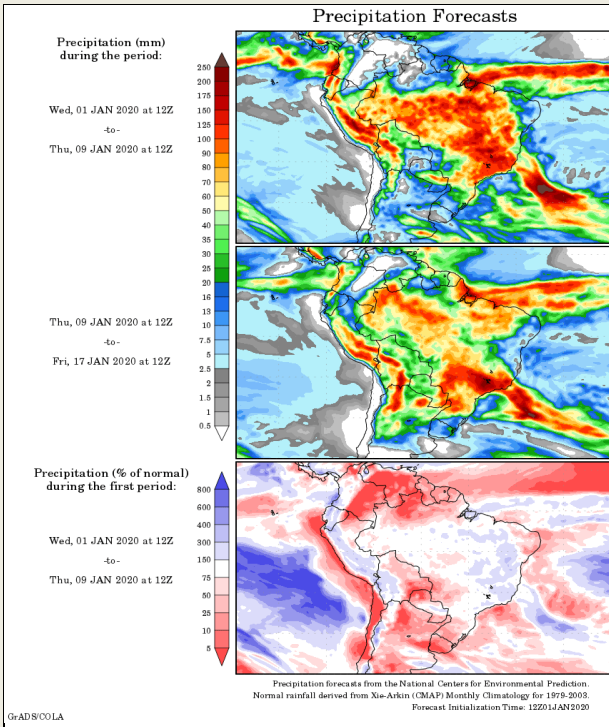 Precipitation Forecasts
Precipitation (mm)
during the period:
Wed, 01 JAN 2020 at 12Z
-to-
Thu, 09 JAN 2020 at 12Z
250
200
175
150
125
100
90
80
70
60
50
40
35
30
25
20
16
13
10
7.5
5
2.5
2
1.5
1
0.5
Thu, 09 JAN 2020 at 12Z
-to-
Fri, 17 JAN 2020 at 12Z
Precipitation (% of normal)
during the first period:
Wed, 01 JAN 2020 at 12Z
-to-
Thu, 09 JAN 2020 at 12Z
800
600
400
300
150
75
50
25
10
5
Precipitation forecasts from the National Centers for Environmental Prediction.
Normal rainfall derived from Xie-Arkin (CMAP) Monthly Climatology for 1979-2003.
Forecast Initialization Time: 12Z01JAN2020
GrADS/COLA